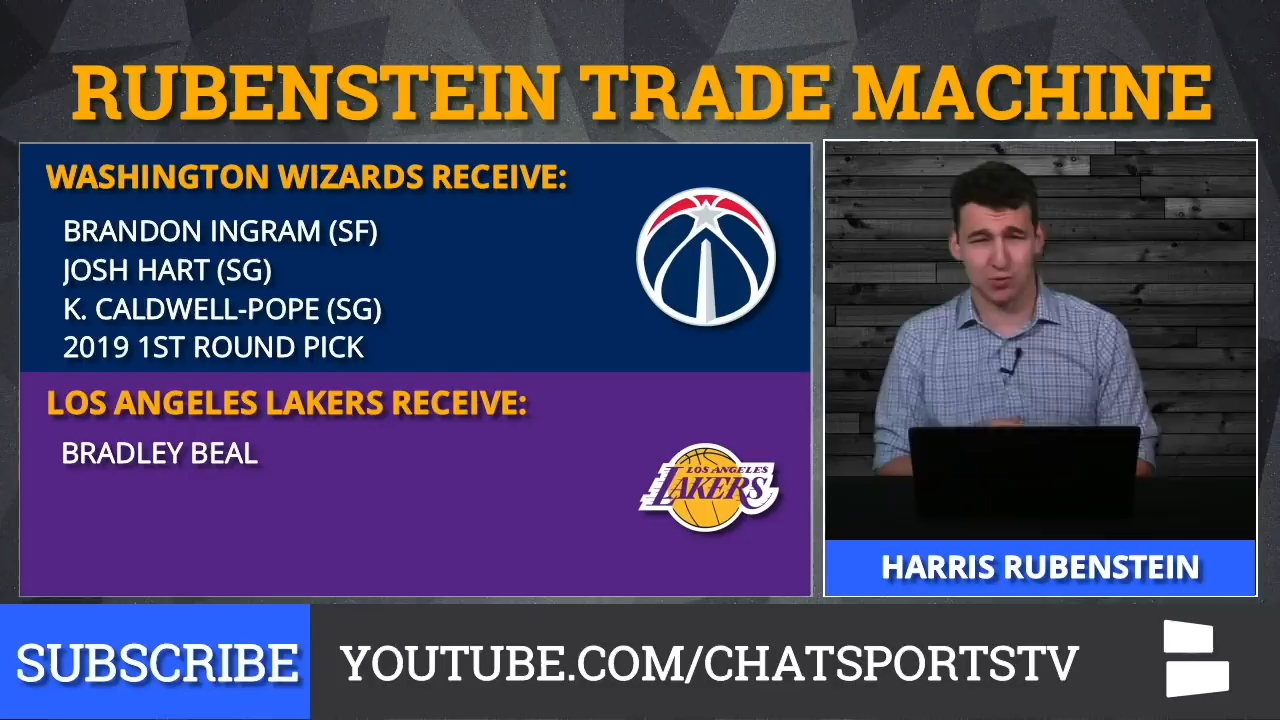 RUBENSTEIN TRADE MACHINE
WASHINGTON WIZARDS RECEIVE:
BRANDON INGRAM (SF)
JOSH HART (SG)
K. CALDWELL-POPE (SG)
2019 1ST ROUND PICK
LOS ANGELES LAKERS RECEIVE:
BRADLEY BEAL
LOS ANGELES
LAKERS
HARRIS RUBENSTEIN
SUBSCRIBE
YOUTUBE.COM/CHATSPORTSTV